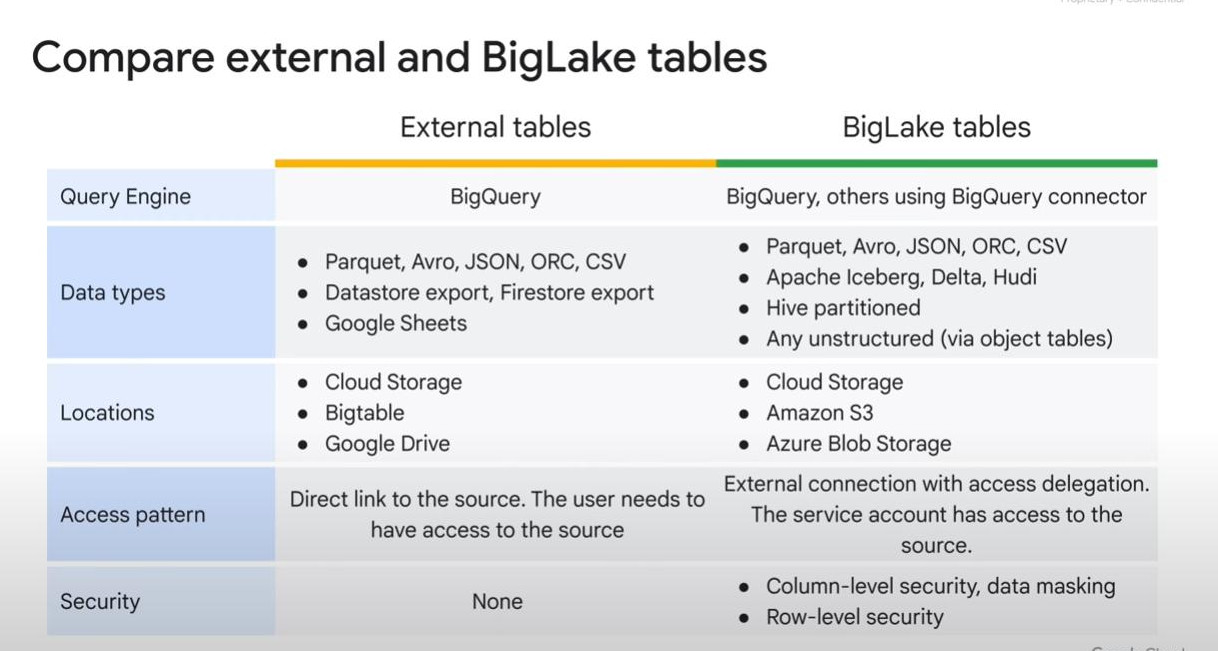 Compare external and BigLake tables
External tables
BigLake tables
Query Engine
BigQuery
BigQuery, others using BigQuery connector
Data types
● Parquet, Avro, JSON, ORC, CSV
● Datastore export, Firestore export
● Google Sheets
● Parquet, Avro, JSON, ORC, CSV
● Apache Iceberg, Delta, Hudi
● Hive partitioned
● Any unstructured (via object tables)
Locations
● Cloud Storage
● Bigtable
● Google Drive
● Cloud Storage
● Amazon S3
● Azure Blob Storage
Access pattern
Direct link to the source. The user needs to
have access to the source
External connection with access delegation.
The service account has access to the
source.
Security
None
● Column-level security, data masking
● Row-level security